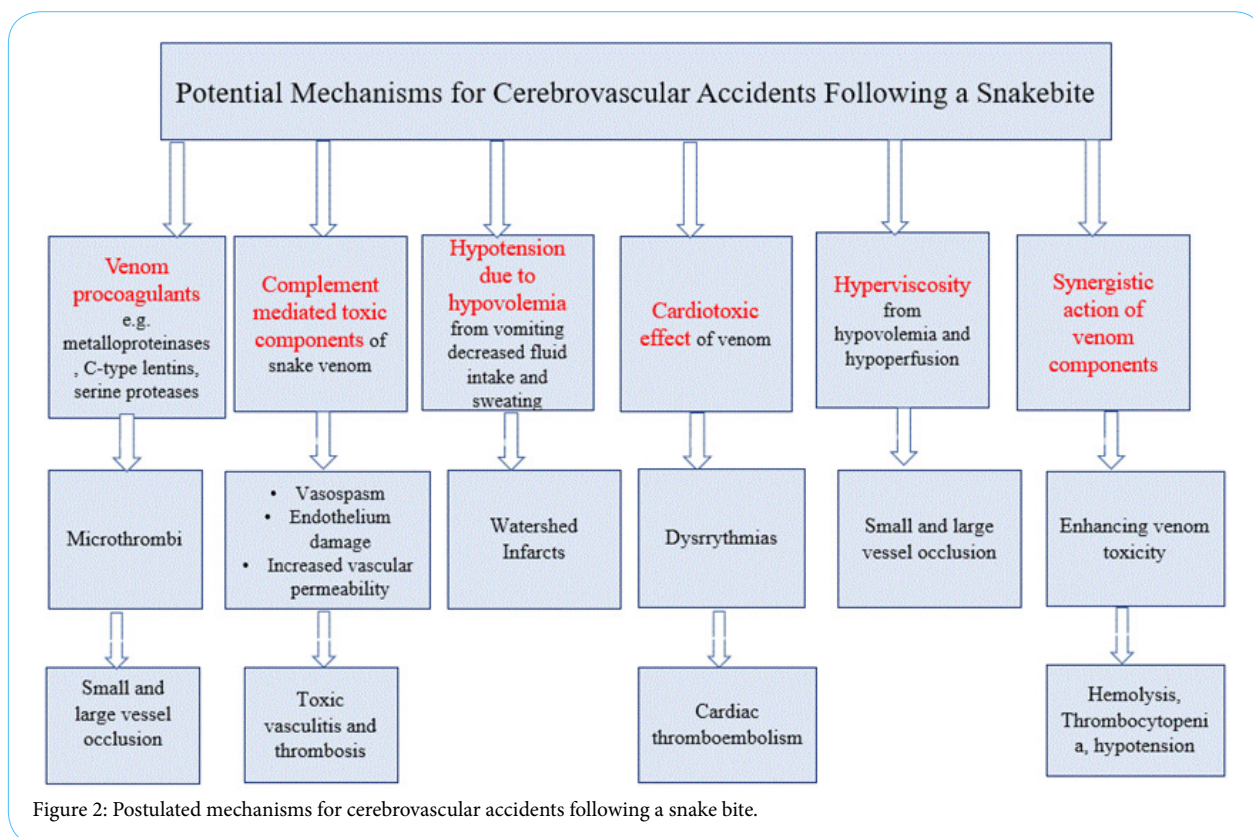 Potential Mechanisms for Cerebrovascular Accidents Following a Snakebite
Venom
procoagulants
e.g.
metalloproteinases
, C-type lentins,
serine proteases
Complement
mediated toxic
components of
snake venom
Hypotension
due to
hypovolemia
from vomiting
decreased fluid
intake and
sweating
Cardiotoxic
effect of venom
Hyperviscosity
from
hypovolemia and
hypoperfusion
Synergistic
action of
venom
components
Microthrombi
• Vasospasm
• Endothelium
damage
• Increased vascular
permeability
Watershed
Infarcts
Dysrrythmias
Small and large
vessel occlusion
Enhancing venom
toxicity
Small and
large vessel
occlusion
Toxic
vasculitis and
thrombosis
Cardiac
thromboembolism
Hemolysis,
Thrombocytopeni
a, hypotension
Figure 2: Postulated mechanisms for cerebrovascular accidents following a snake bite.